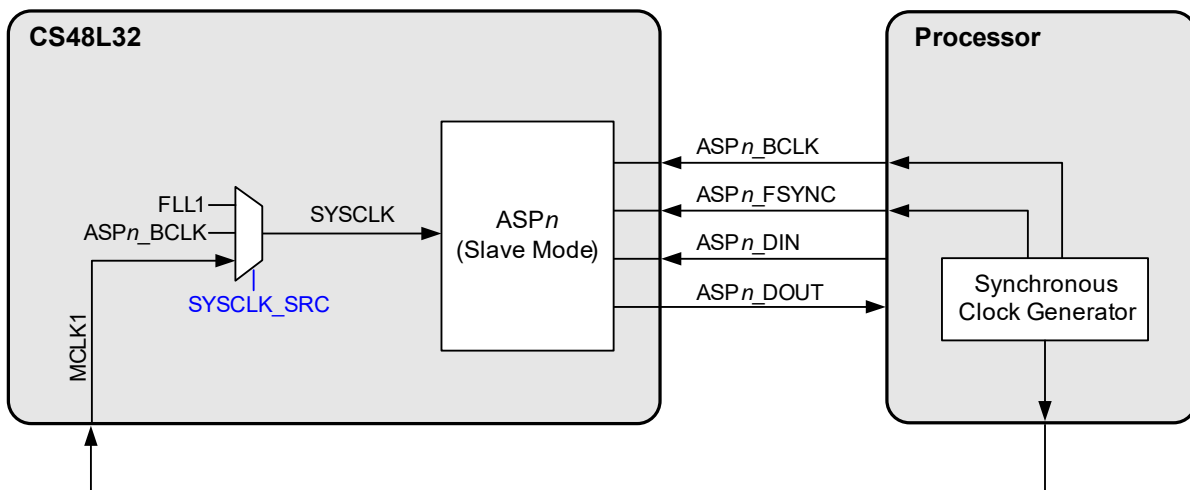 CS48L32
Processor
ASPn_BCLK
FLL1
ASPn_BCLK
SYSCLK
SYSCLK_SRC
MCLK1
ASPn
(Slave Mode)
ASPn_FSYNC
ASPn_DIN
ASPn_DOUT
Synchronous
Clock Generator